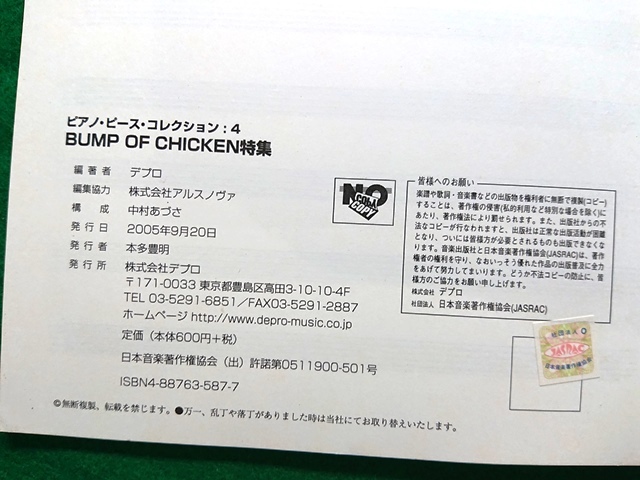 ピアノ・ピース・コレクション：4
BUMP OF CHICKEN特集
編著者 デプロ
編集協力 株式会社アルスノヴァ
構成 中村あづさ
発行日 2005年9月20日
発行者 本多豊明
発行所 株式会社デプロ
〒171-0033 東京都豊島区高田3-10-10-4F
TEL 03-5291-6851／FAX03-5291-2887
ホームページ http://www.depro-music.co.jp
定価（本体600円+税）
日本音楽著作権協会（出）許諾第0511900-501号
ISBN4-88763-587-7
©無断複製、転載を禁じます。●万一、乱丁や落丁がありました時は当社にてお取り替えいたします。
NO
COPY
皆様へのお願い
楽譜や歌詞・音楽書などの出版物を権利者に無断で複製（コピー）
することは、著作権の侵害（私的利用など特別な場合を除く）に
あたり、著作権法により罰せられます。また、出版社からの不
法なコピーが行なわれますと、出版社は正常な出版活動が困難
となり、ついには皆様方が必要とされるものも出版できなくな
ります。音楽出版社と日本音楽著作権協会（JASRAC）は、著作
権者の権利を守り、なおいっそう優れた作品の出版普及に全力
をあげて努力してまいります。どうか不法コピーの防止に、皆
様方のご協力をお願い申し上げます。
株式会社 デプロ
社団法人 日本音楽著作権協会(JASRAC)
社団法人
JASRAC
日本音楽著作権協会